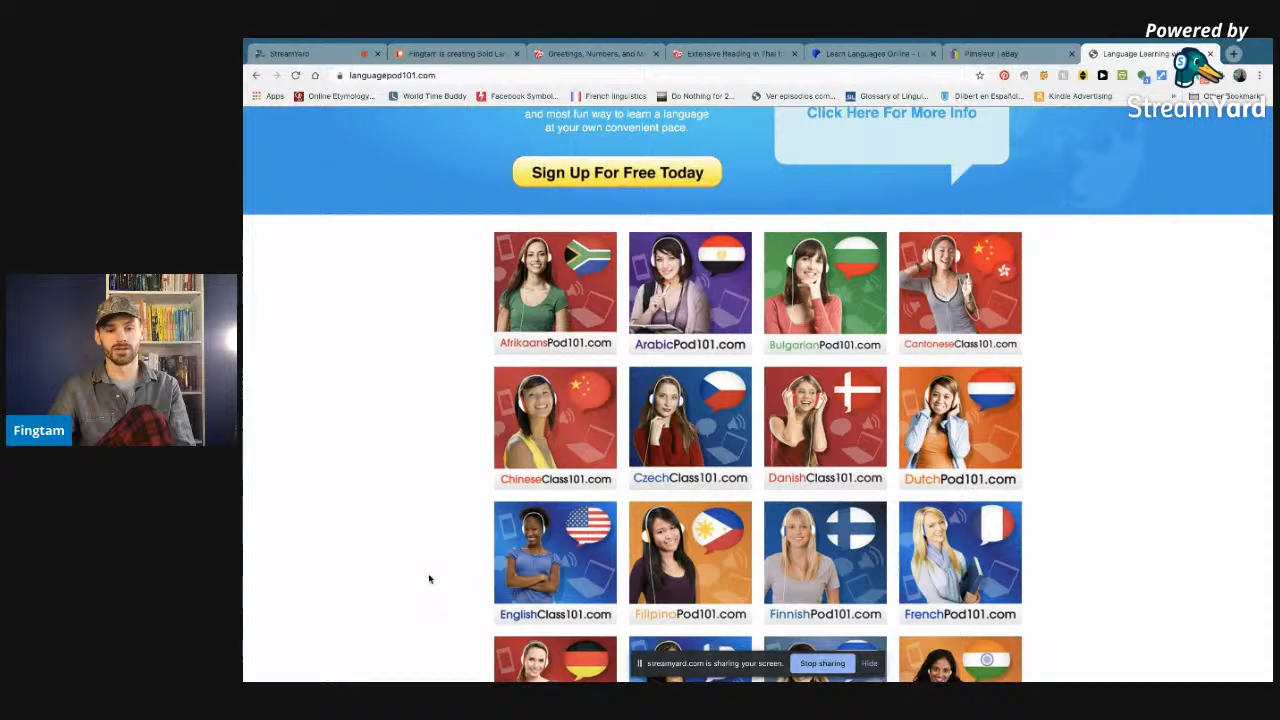 Powered by
StreamYard
StreamYard
Fingtam is creating Bold La
Greetings, Numbers, and M
Extensive Reading in Thai
Learn Languages Online -
Pimsleur | eBay
Language Learning
languagepod101.com
Apps
Online Etymology...
World Time Buddy
Facebook Symbol...
French linguistics
Do Nothing for 2...
Ver episodios com...
SIL
Glossary of Lingui...
Dilbert en Español...
Kindle Advertising
»
Other Bookmark
and most fun way to learn a language
at your own convenient pace.
Click Here For More Info
Sign Up For Free Today
AfrikaansPod101.com
ArabicPod101.com
BulgarianPod101.com
CantoneseClass101.com
ChineseClass101.com
CzechClass101.com
DanishClass101.com
DutchPod101.com
Fingtam
EnglishClass101.com
FilipinoPod101.com
FinnishPod101.com
FrenchPod101.com
streamyard.com is sharing your screen.
Stop sharing
Hide